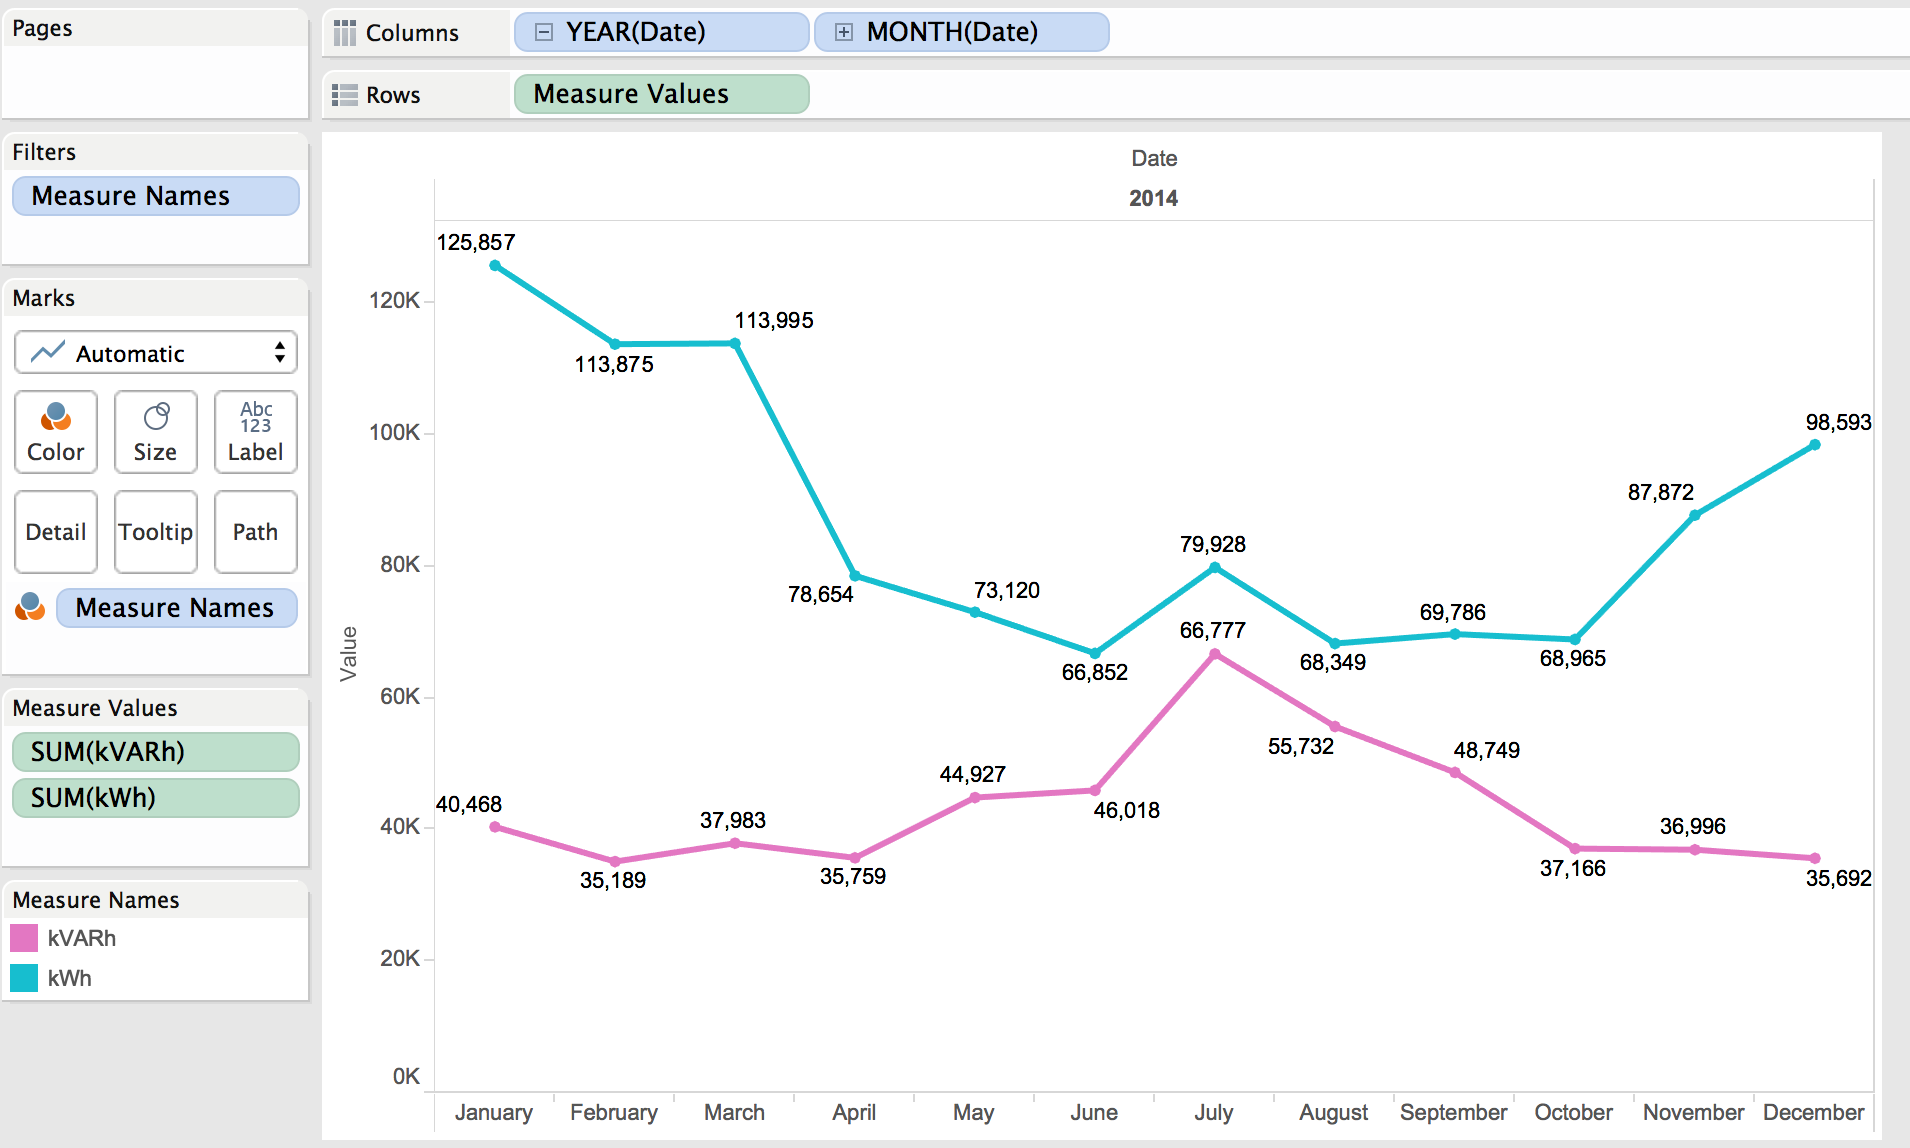 Pages
Filters
Measure Names
Marks
Automatic
Color
Size
Abc
123
Label
Detail
Tooltip
Path
Measure Names
Measure Values
SUM(kVARh)
SUM(kWh)
Measure Names
kVARh
kWh
Columns
YEAR(Date)
MONTH(Date)
Rows
Measure Values
Date
2014
Value
120K
100K
80K
60K
40K
20K
0K
125,857
113,875
113,995
78,654
73,120
66,852
79,928
68,349
69,786
68,965
87,872
98,593
40,468
35,189
37,983
35,759
44,927
46,018
66,777
55,732
48,749
37,166
36,996
35,692
January
February
March
April
May
June
July
August
September
October
November
December